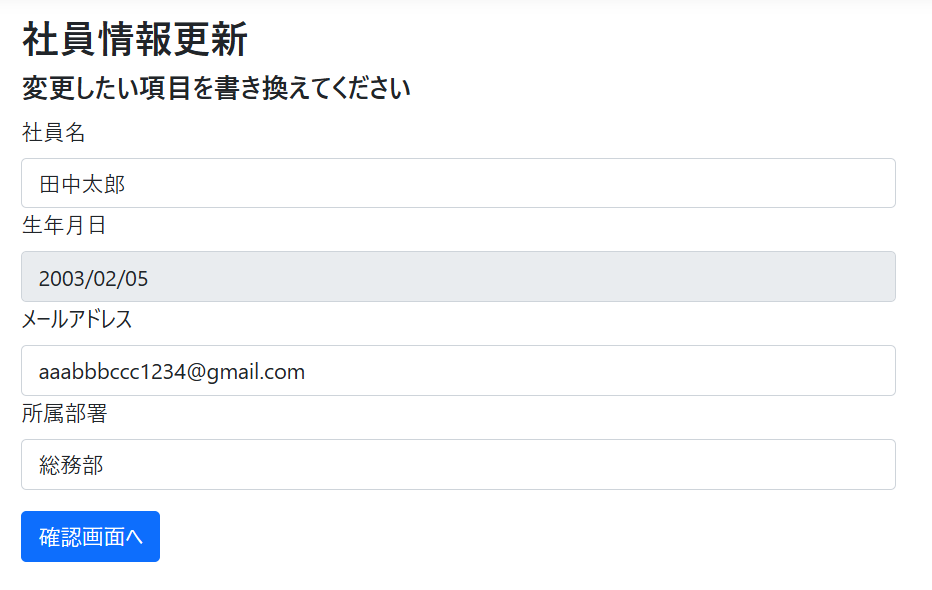 社員情報更新
変更したい項目を書き換えてください
社員名
田中太郎
生年月日
2003/02/05
メールアドレス
aaabbbccc1234@gmail.com
所属部署
総務部
確認画面へ